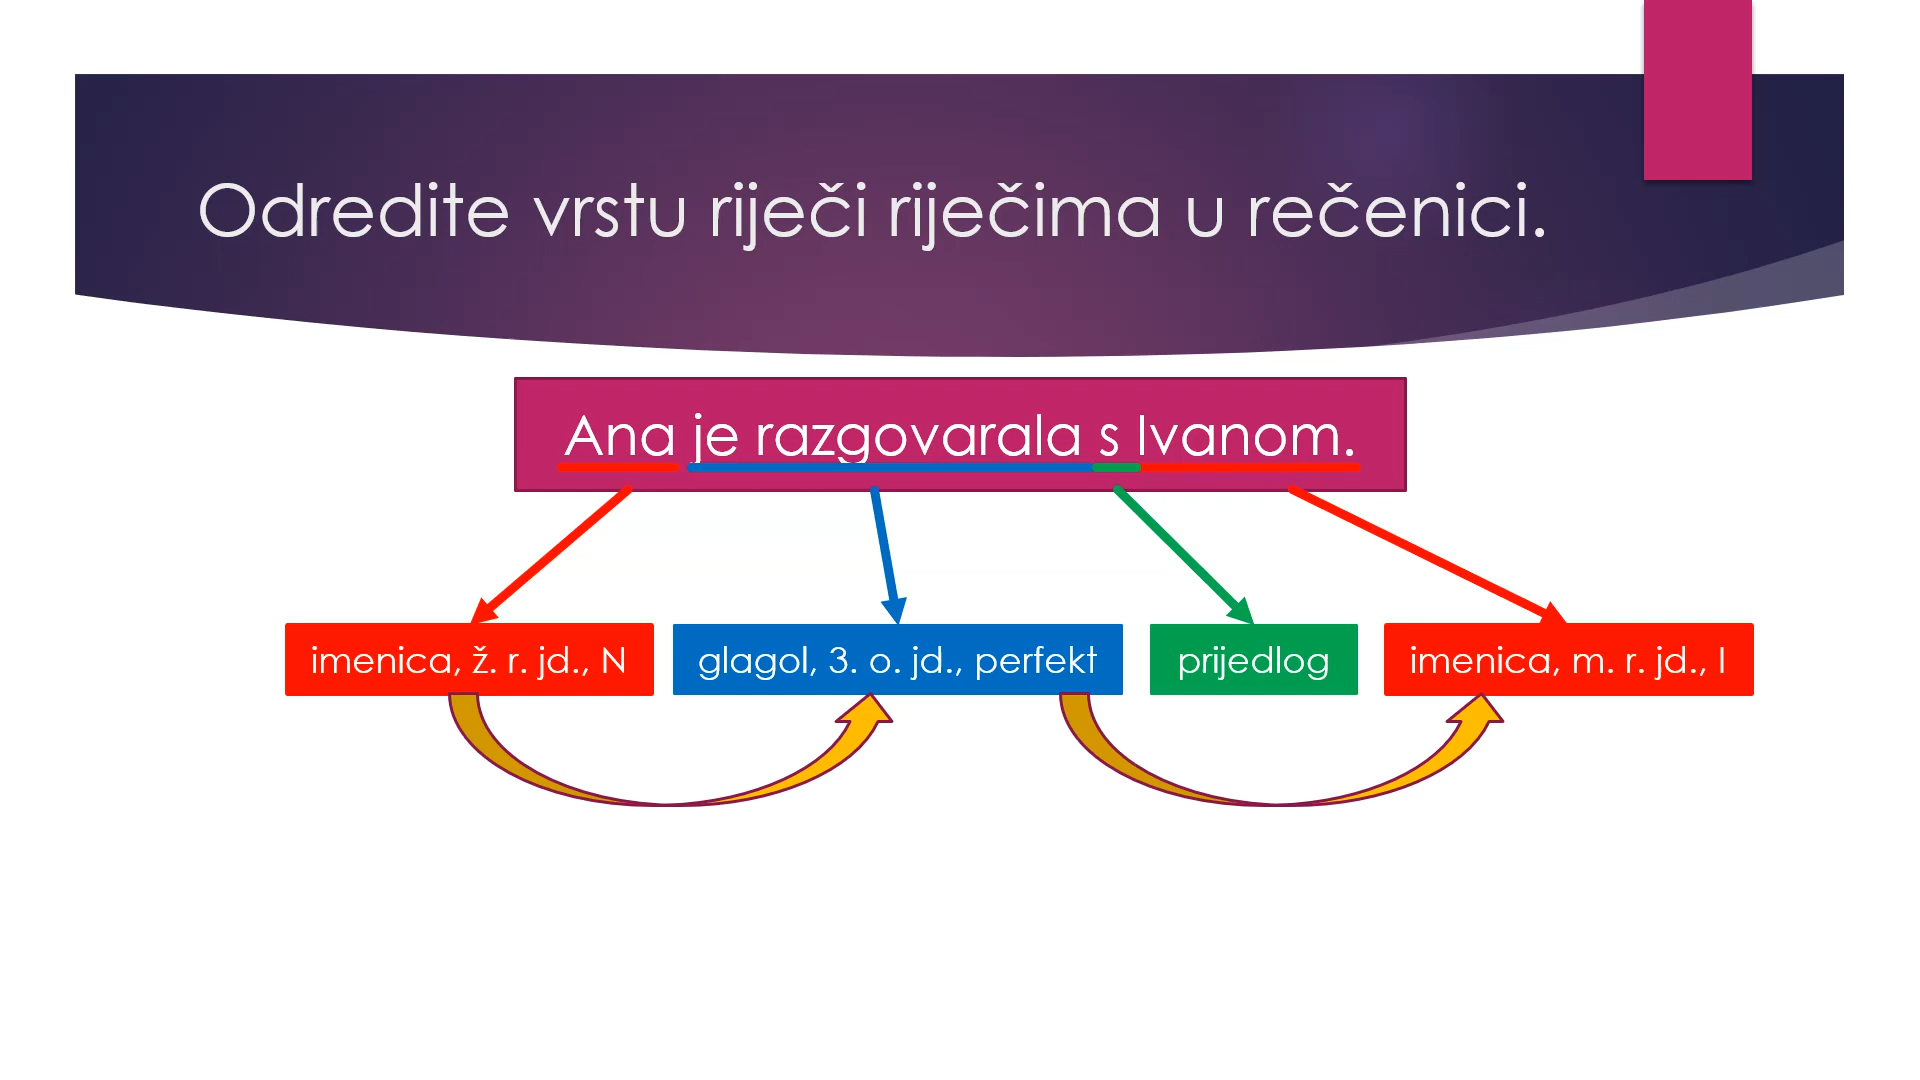 Odredite vrstu riječi riječima u rečenici.
Ana je razgovarala s Ivanom.
imenica, ž. r. jd., N
glagol, 3. o. jd., perfekt
prijedlog
imenica, m. r. jd., I